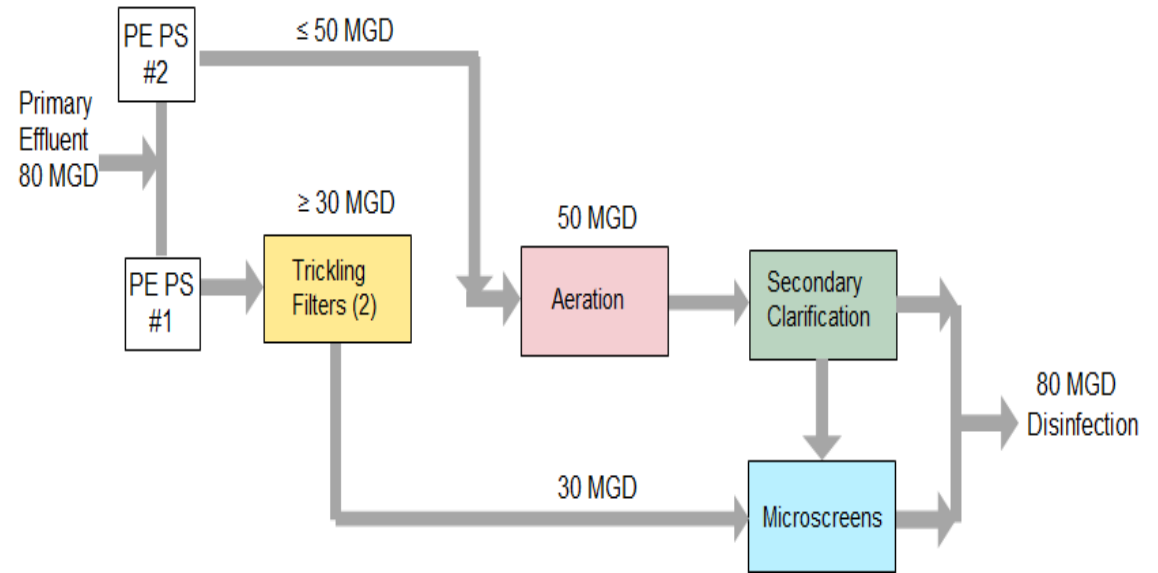 PE PS
#2
≤ 50 MGD
Primary
Effluent
80 MGD
≥ 30 MGD
PE PS
#1
Trickling
Filters (2)
50 MGD
Aeration
Secondary
Clarification
80 MGD
Disinfection
30 MGD
Microscreens